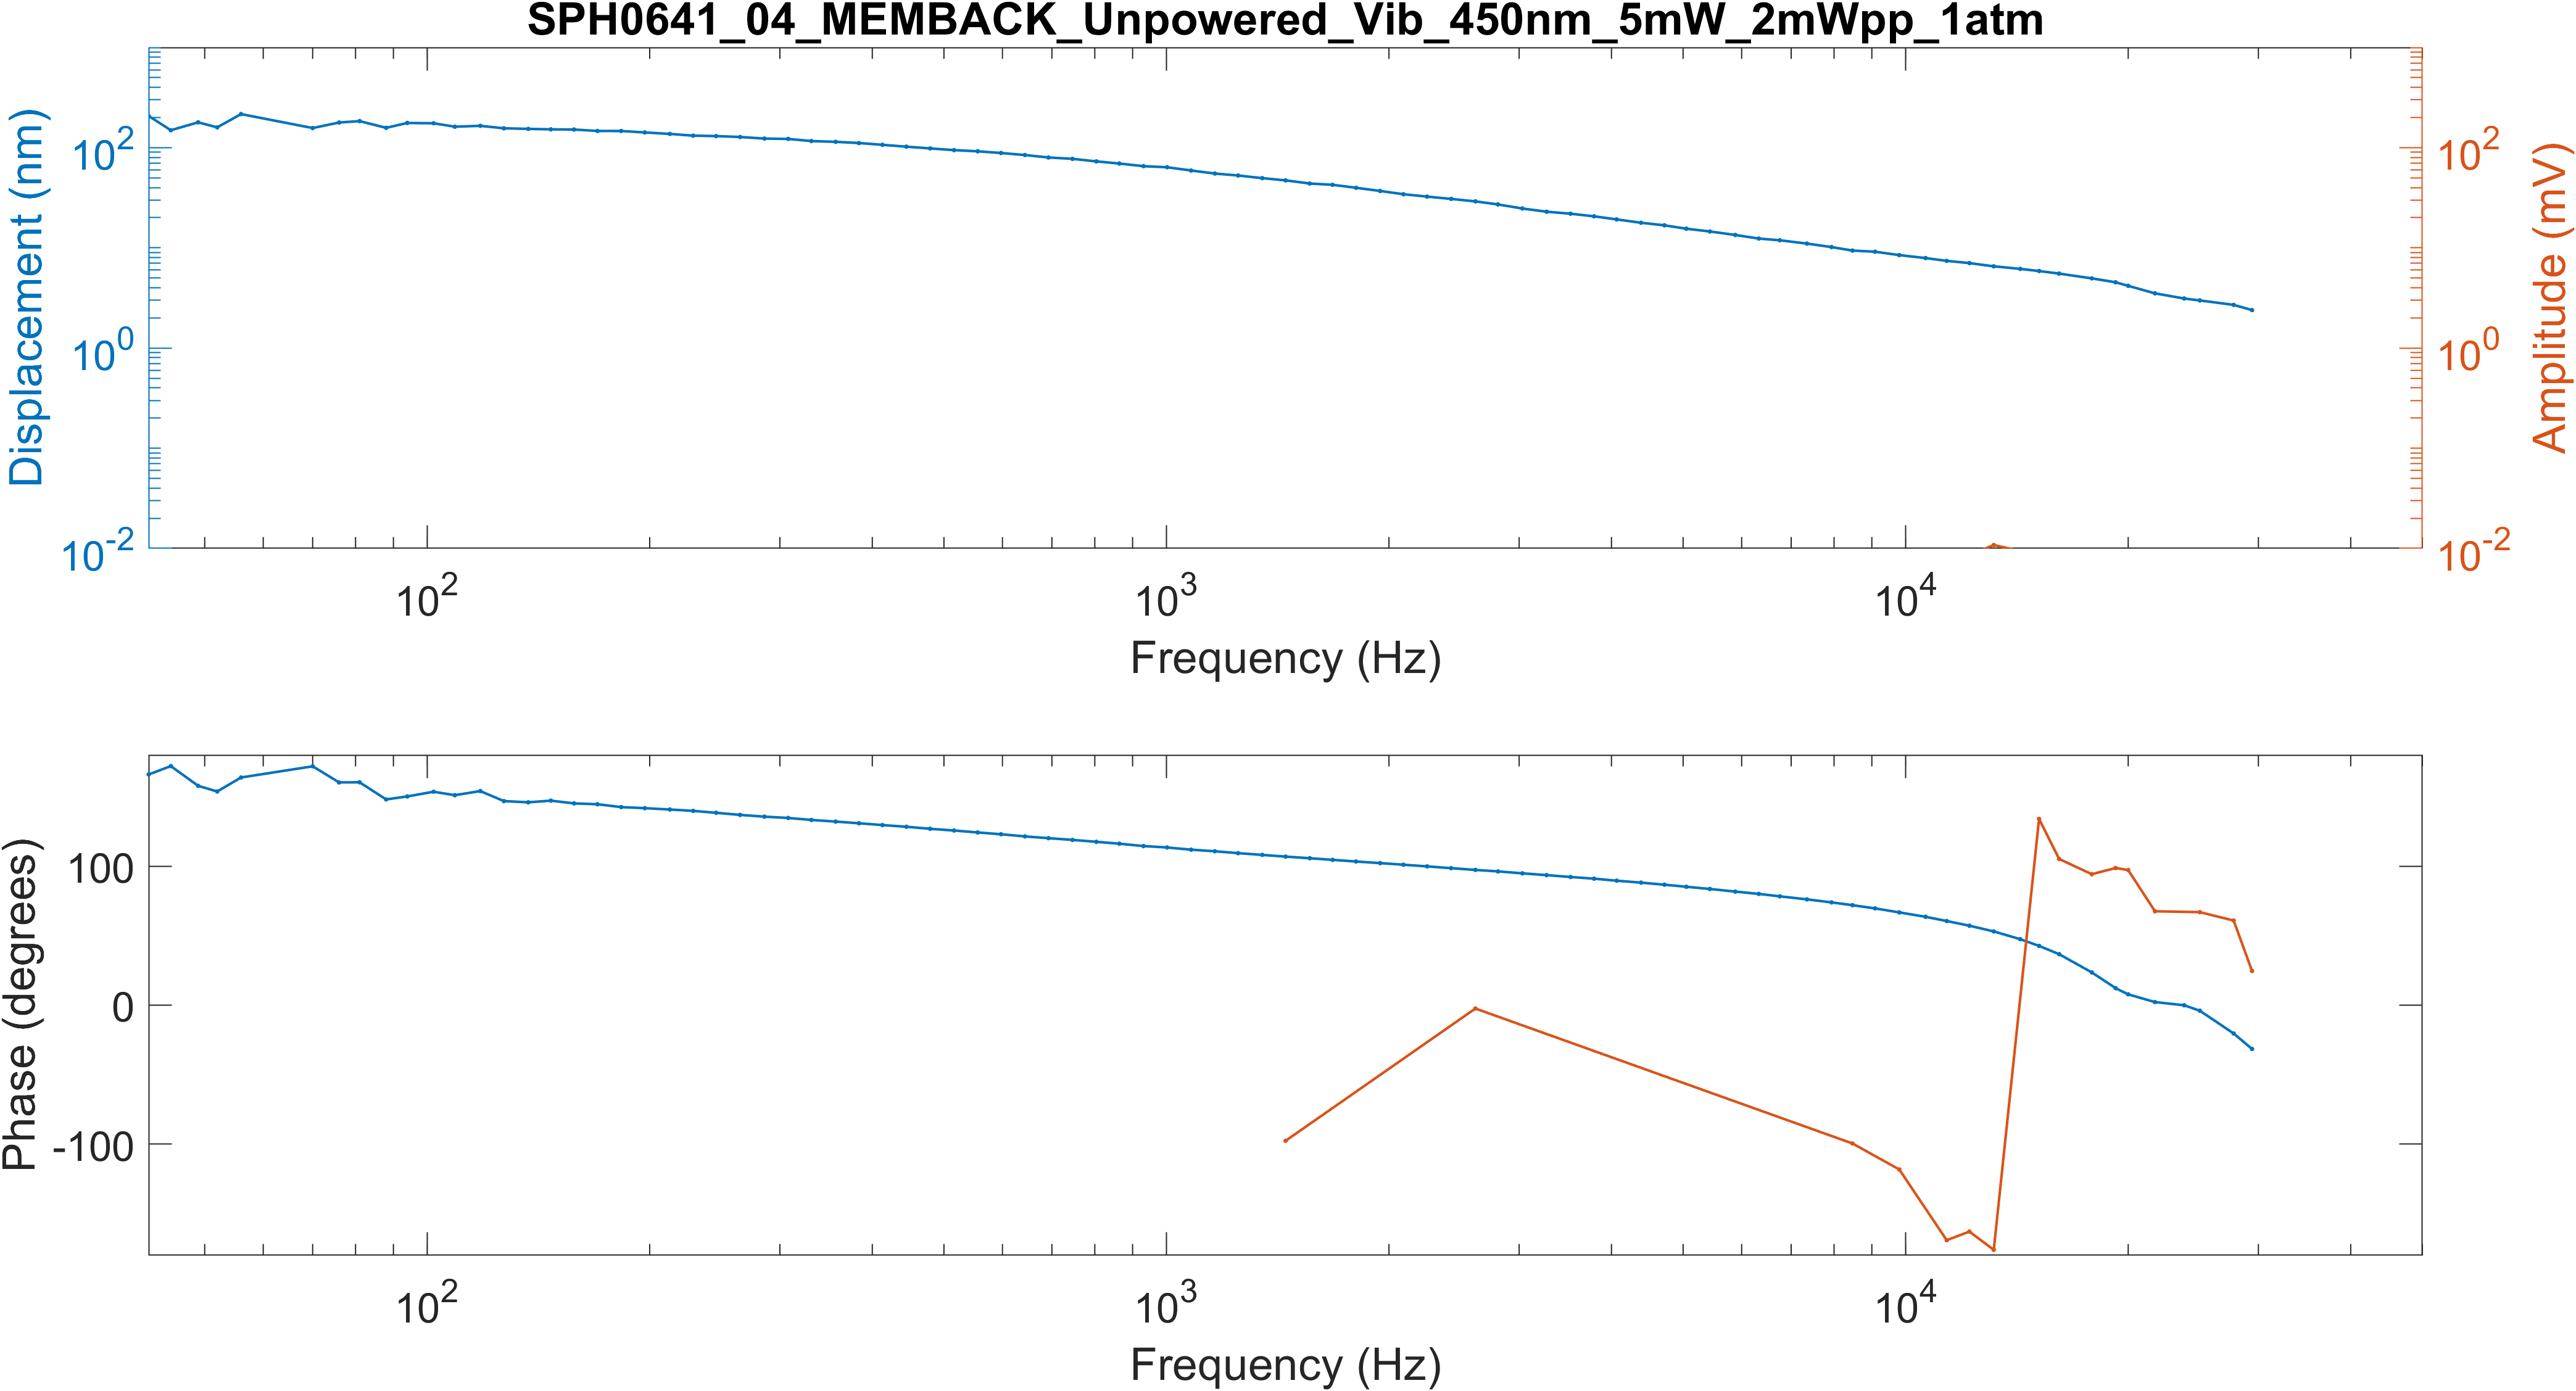 SPH0641_04_MEMBACK_Unpowered_Vib_450nm_5mW_2mWpp_1atm
Displacement (nm)
10^2
10^0
10^-2
Amplitude (mV)
10^2
10^0
10^-2
10^2 10^3 10^4
Frequency (Hz)
Phase (degrees)
100
0
-100
10^2 10^3 10^4
Frequency (Hz)